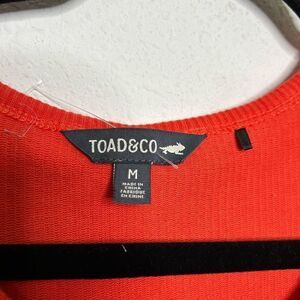 TOAD&CO
M
MADE IN
CHINA
FABRIQUÉ
EN CHINE